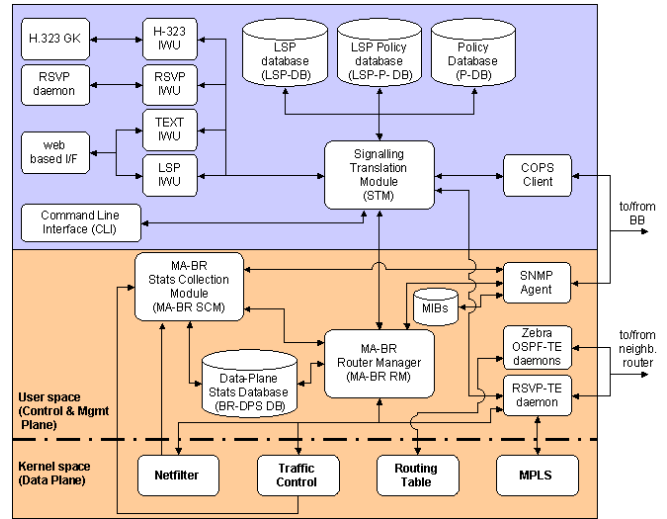 H.323 GK
H-323
IWU
LSP
database
(LSP-DB)
LSP Policy
database
(LSP-P- DB)
Policy
Database
(P-DB)
RSVP
daemon
RSVP
IWU
TEXT
IWU
web
based I/F
LSP
IWU
Signalling
Translation
Module
(STM)
COPS
Client
to/from
BB
Command Line
Interface (CLI)
MA-BR
Stats Collection
Module
(MA-BR SCM)
SNMP
Agent
MIBs
Zebra
OSPF-TE
daemons
to/from
neighb.
router
MA-BR
Router Manager
(MA-BR RM)
Data-Plane
Stats Database
(BR-DPS DB)
RSVP-TE
daemon
User space
(Control & Mgmt
Plane)
Kernel space
(Data Plane)
Netfilter
Traffic
Control
Routing
Table
MPLS